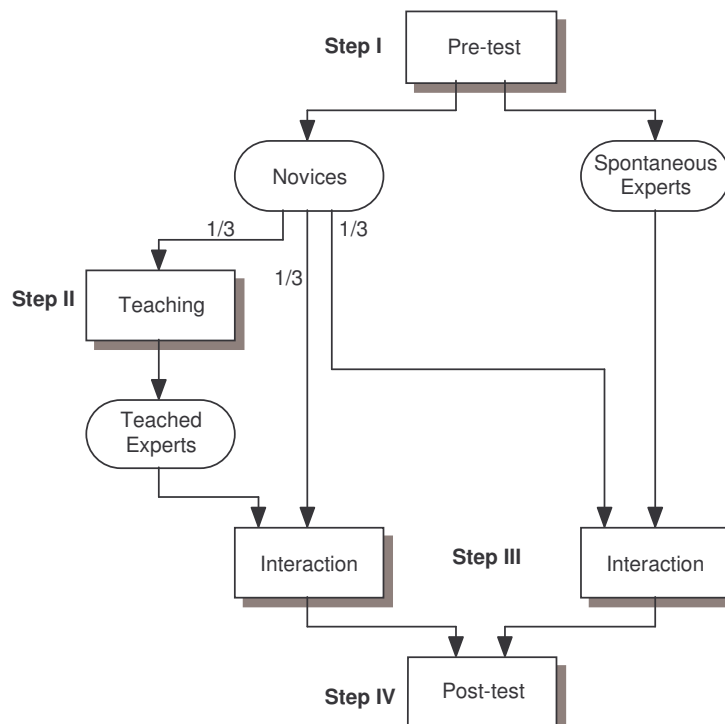 Step I
Pre-test
Novices
Spontaneous
Experts
1/3
1/3
1/3
Step II
Teaching
Teached
Experts
Interaction
Step III
Interaction
Step IV
Post-test